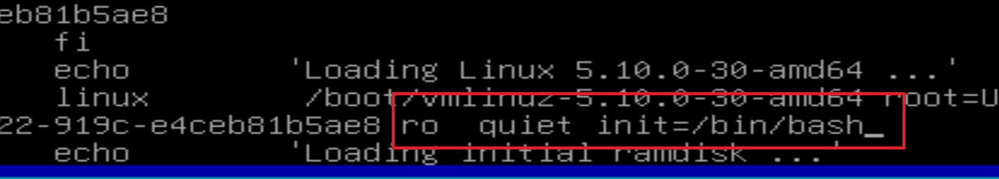 eb81b5ae8
fi
echo 'Loading Linux 5.10.0-30-amd64 ...'
linux /boot/vmlinuz-5.10.0-30-amd64 root=U
22-919c-e4ceb81b5ae8 ro  quiet init=/bin/bash_
echo 'Loading initial ramdisk ...'